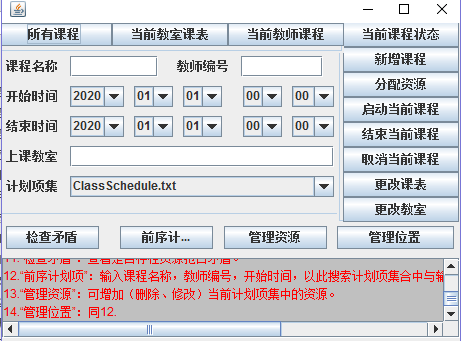 所有课程 当前教室课表 当前教师课程 当前课程状态
课程名称 教师编号 新增课程
分配资源
开始时间 2020 01 01 00 00 启动当前课程
结束时间 2020 01 01 00 00 结束当前课程
上课教室 取消当前课程
计划项集 ClassSchedule.txt 更改课表
更改教室
检查矛盾 前序计... 管理资源 管理位置
11.“检查矛盾”：查看是否存在资源抢占矛盾。
12.“前序计划项”：输入课程名称，教师编号，开始时间，以此搜索计划项集合中与输
13.“管理资源”：可增加（删除、修改）当前计划项集中的资源。
14.“管理位置”：同12.